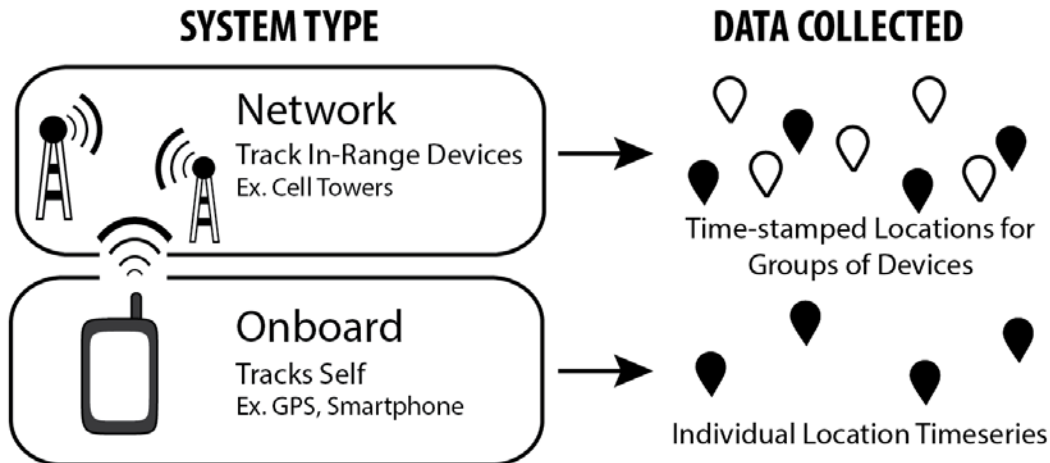 SYSTEM TYPE
DATA COLLECTED
Network
Track In-Range Devices
Ex. Cell Towers
Time-stamped Locations for
Groups of Devices
Onboard
Tracks Self
Ex. GPS, Smartphone
Individual Location Timeseries